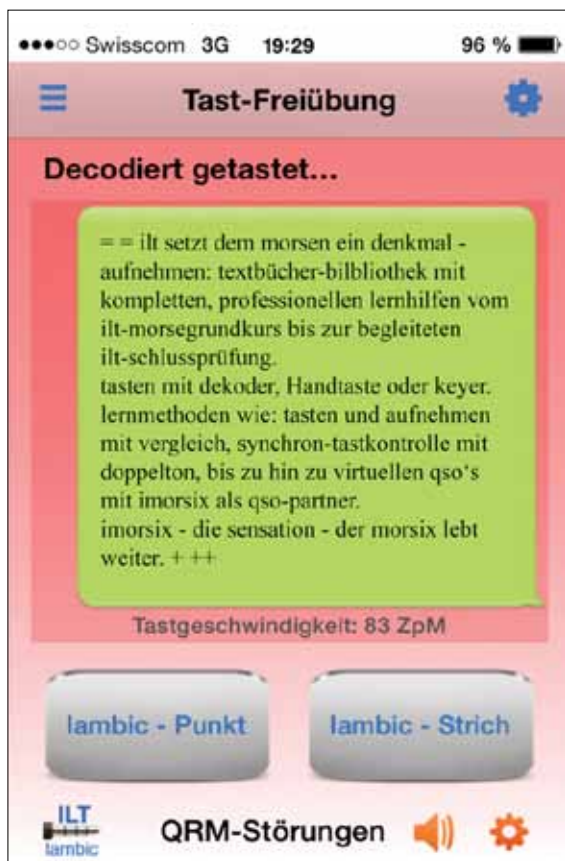 Swisscom 3G 19:29 96 %
Tast-Freiübung
Decodiert getastet...
= = ilt setzt dem morsen ein denkmal -
aufnehmen: textbücher-bilbliothek mit
kompletten, professionellen lernhilfen vom
ilt-morsegrundkurs bis zur begleiteten
ilt-schlussprüfung.
tasten mit dekoder, Handtaste oder keyer.
lernmethoden wie: tasten und aufnehmen
mit vergleich, synchron-tastkontrolle mit
doppelton, bis zu hin zu virtuellen qso‘s
mit imorsix als qso-partner.
imorsix - die sensation - der morsix lebt
weiter. + ++
Tastgeschwindigkeit: 83 ZpM
Iambic - Punkt Iambic - Strich
ILT
Iambic
QRM-Störungen